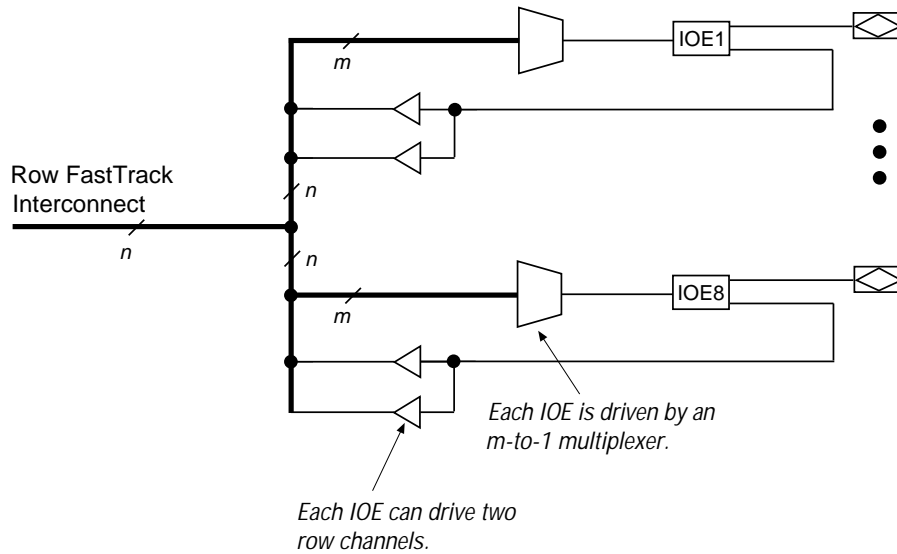 IOE1
m
n
Row FastTrack
Interconnect
n
n
IOE8
m
Each IOE is driven by an
m-to-1 multiplexer.
Each IOE can drive two
row channels.